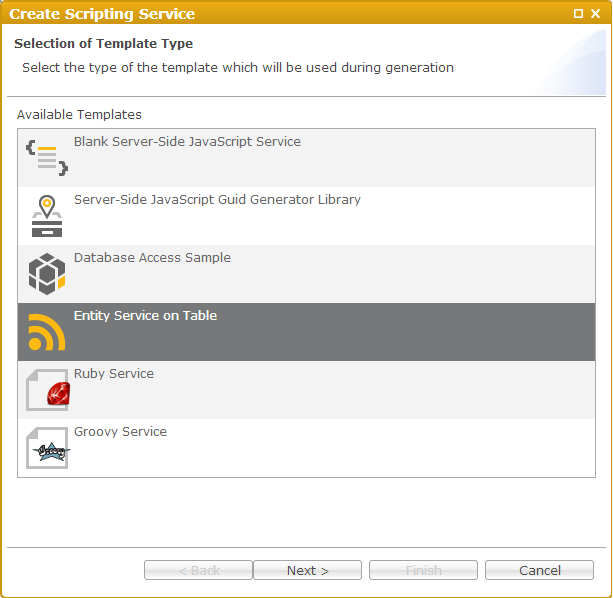 Create Scripting Service
Selection of Template Type
Select the type of the template which will be used during generation
Available Templates
Blank Server-Side JavaScript Service
Server-Side JavaScript Guid Generator Library
Database Access Sample
Entity Service on Table
Ruby Service
Groovy Service
< Back Next > Finish Cancel